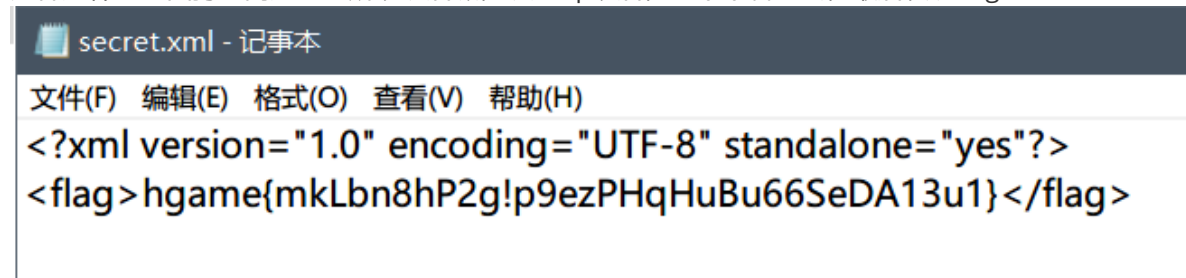 secret.xml - 记事本
文件(F) 编辑(E) 格式(O) 查看(V) 帮助(H)
<?xml version="1.0" encoding="UTF-8" standalone="yes"?>
<flag>hgame{mkLbn8hP2g!p9ezPHqHuBu66SeDA13u1}</flag>